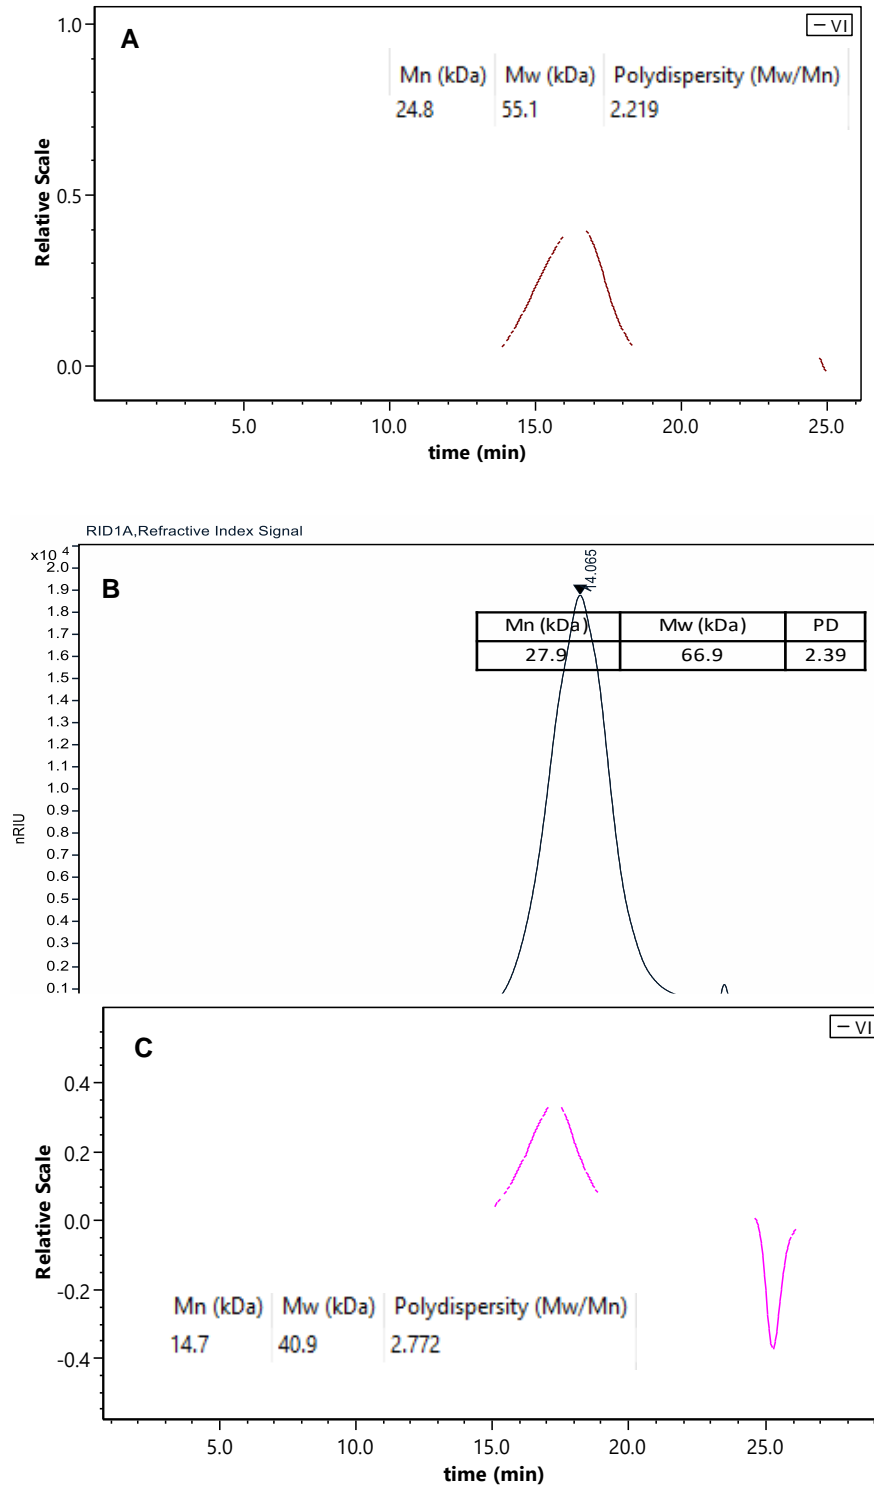 A
VI
Mn (kDa) Mw (kDa) Polydispersity (Mw/Mn)
24.8 55.1 2.219
1.0
0.5
0.0
Relative Scale
5.0 10.0 15.0 20.0 25.0
time (min)
RID1A,Refractive Index Signal
x10 4
2.0
1.9
1.8
1.7
1.6
1.5
1.4
1.3
1.2
1.1
1.0
0.9
0.8
0.7
0.6
0.5
0.4
0.3
0.2
0.1
nRIU
B
14.065
Mn (kDa) Mw (kDa) PD
27.9 66.9 2.39
C
VI
0.4
0.2
0.0
-0.2
-0.4
Relative Scale
Mn (kDa) Mw (kDa) Polydispersity (Mw/Mn)
14.7 40.9 2.772
5.0 10.0 15.0 20.0 25.0
time (min)